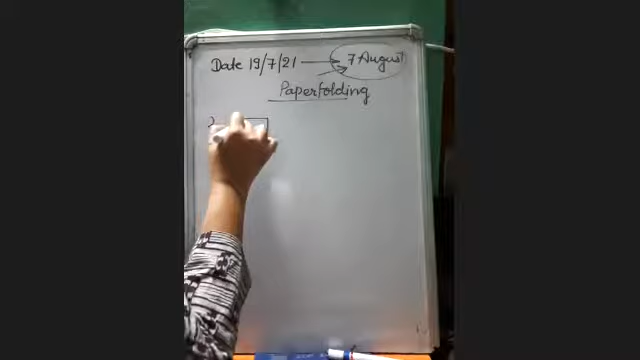 Date 19/7/21 → 7 August
Paperfolding